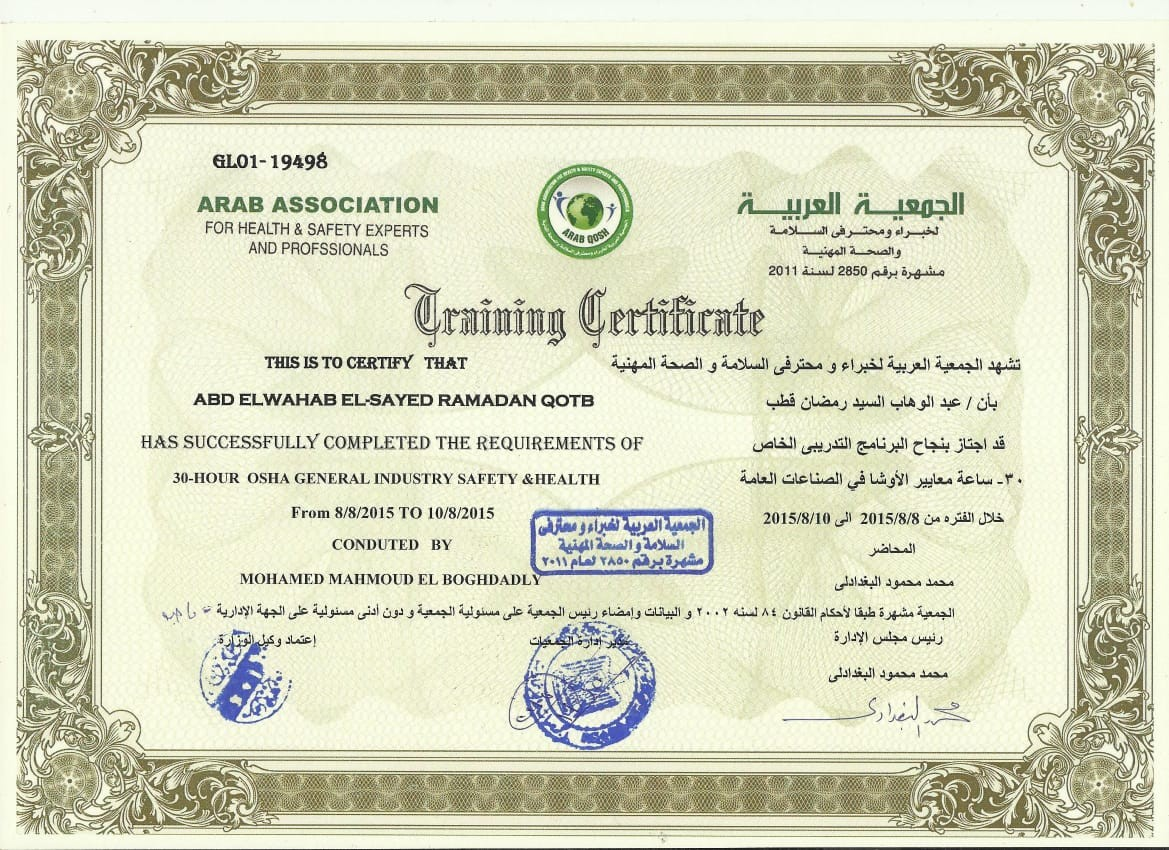 GL01-19498
ARAB ASSOCIATION
FOR HEALTH & SAFETY EXPERTS
AND PROFSSIONALS
ARAB QOSH
الجمعية العربية
لخبراء ومحترفى السلامة
والصحة المهنية
مشهرة برقم 2850 لسنة 2011
Training Certificate
THIS IS TO CERTIFY THAT
تشهد الجمعية العربية لخبراء و محترفى السلامة و الصحة المهنية
ABD ELWAHAB EL-SAYED RAMADAN QOTB
بأن / عبد الوهاب السيد رمضان قطب
HAS SUCCESSFULLY COMPLETED THE REQUIREMENTS OF
قد اجتاز بنجاح البرنامج التدريبى الخاص
30-HOUR OSHA GENERAL INDUSTRY SAFETY &HEALTH
٣٠- ساعة معايير الأوشا في الصناعات العامة
From 8/8/2015 TO 10/8/2015
خلال الفتره من 2015/8/8 الى 2015/8/10
الجمعية العربية لخبراء و محترفى
السلامة و الصحة المهنية
مشهرة برقم ٢٨٥٠ لعام ٢٠١١
CONDUTED BY
المحاضر
MOHAMED MAHMOUD EL BOGHDADLY
محمد محمود البغدادلى
الجمعية مشهرة طبقا لأحكام القانون ٨٤ لسنه ٢٠٠٢ و البيانات وإمضاء رئيس الجمعية على مسئولية الجمعية و دون أدنى مسئولية على الجهة الإدارية
رئيس مجلس الإدارة
مدير إدارة الجمعيات
إعتماد وكيل الوزارة
محمد محمود البغدادلى